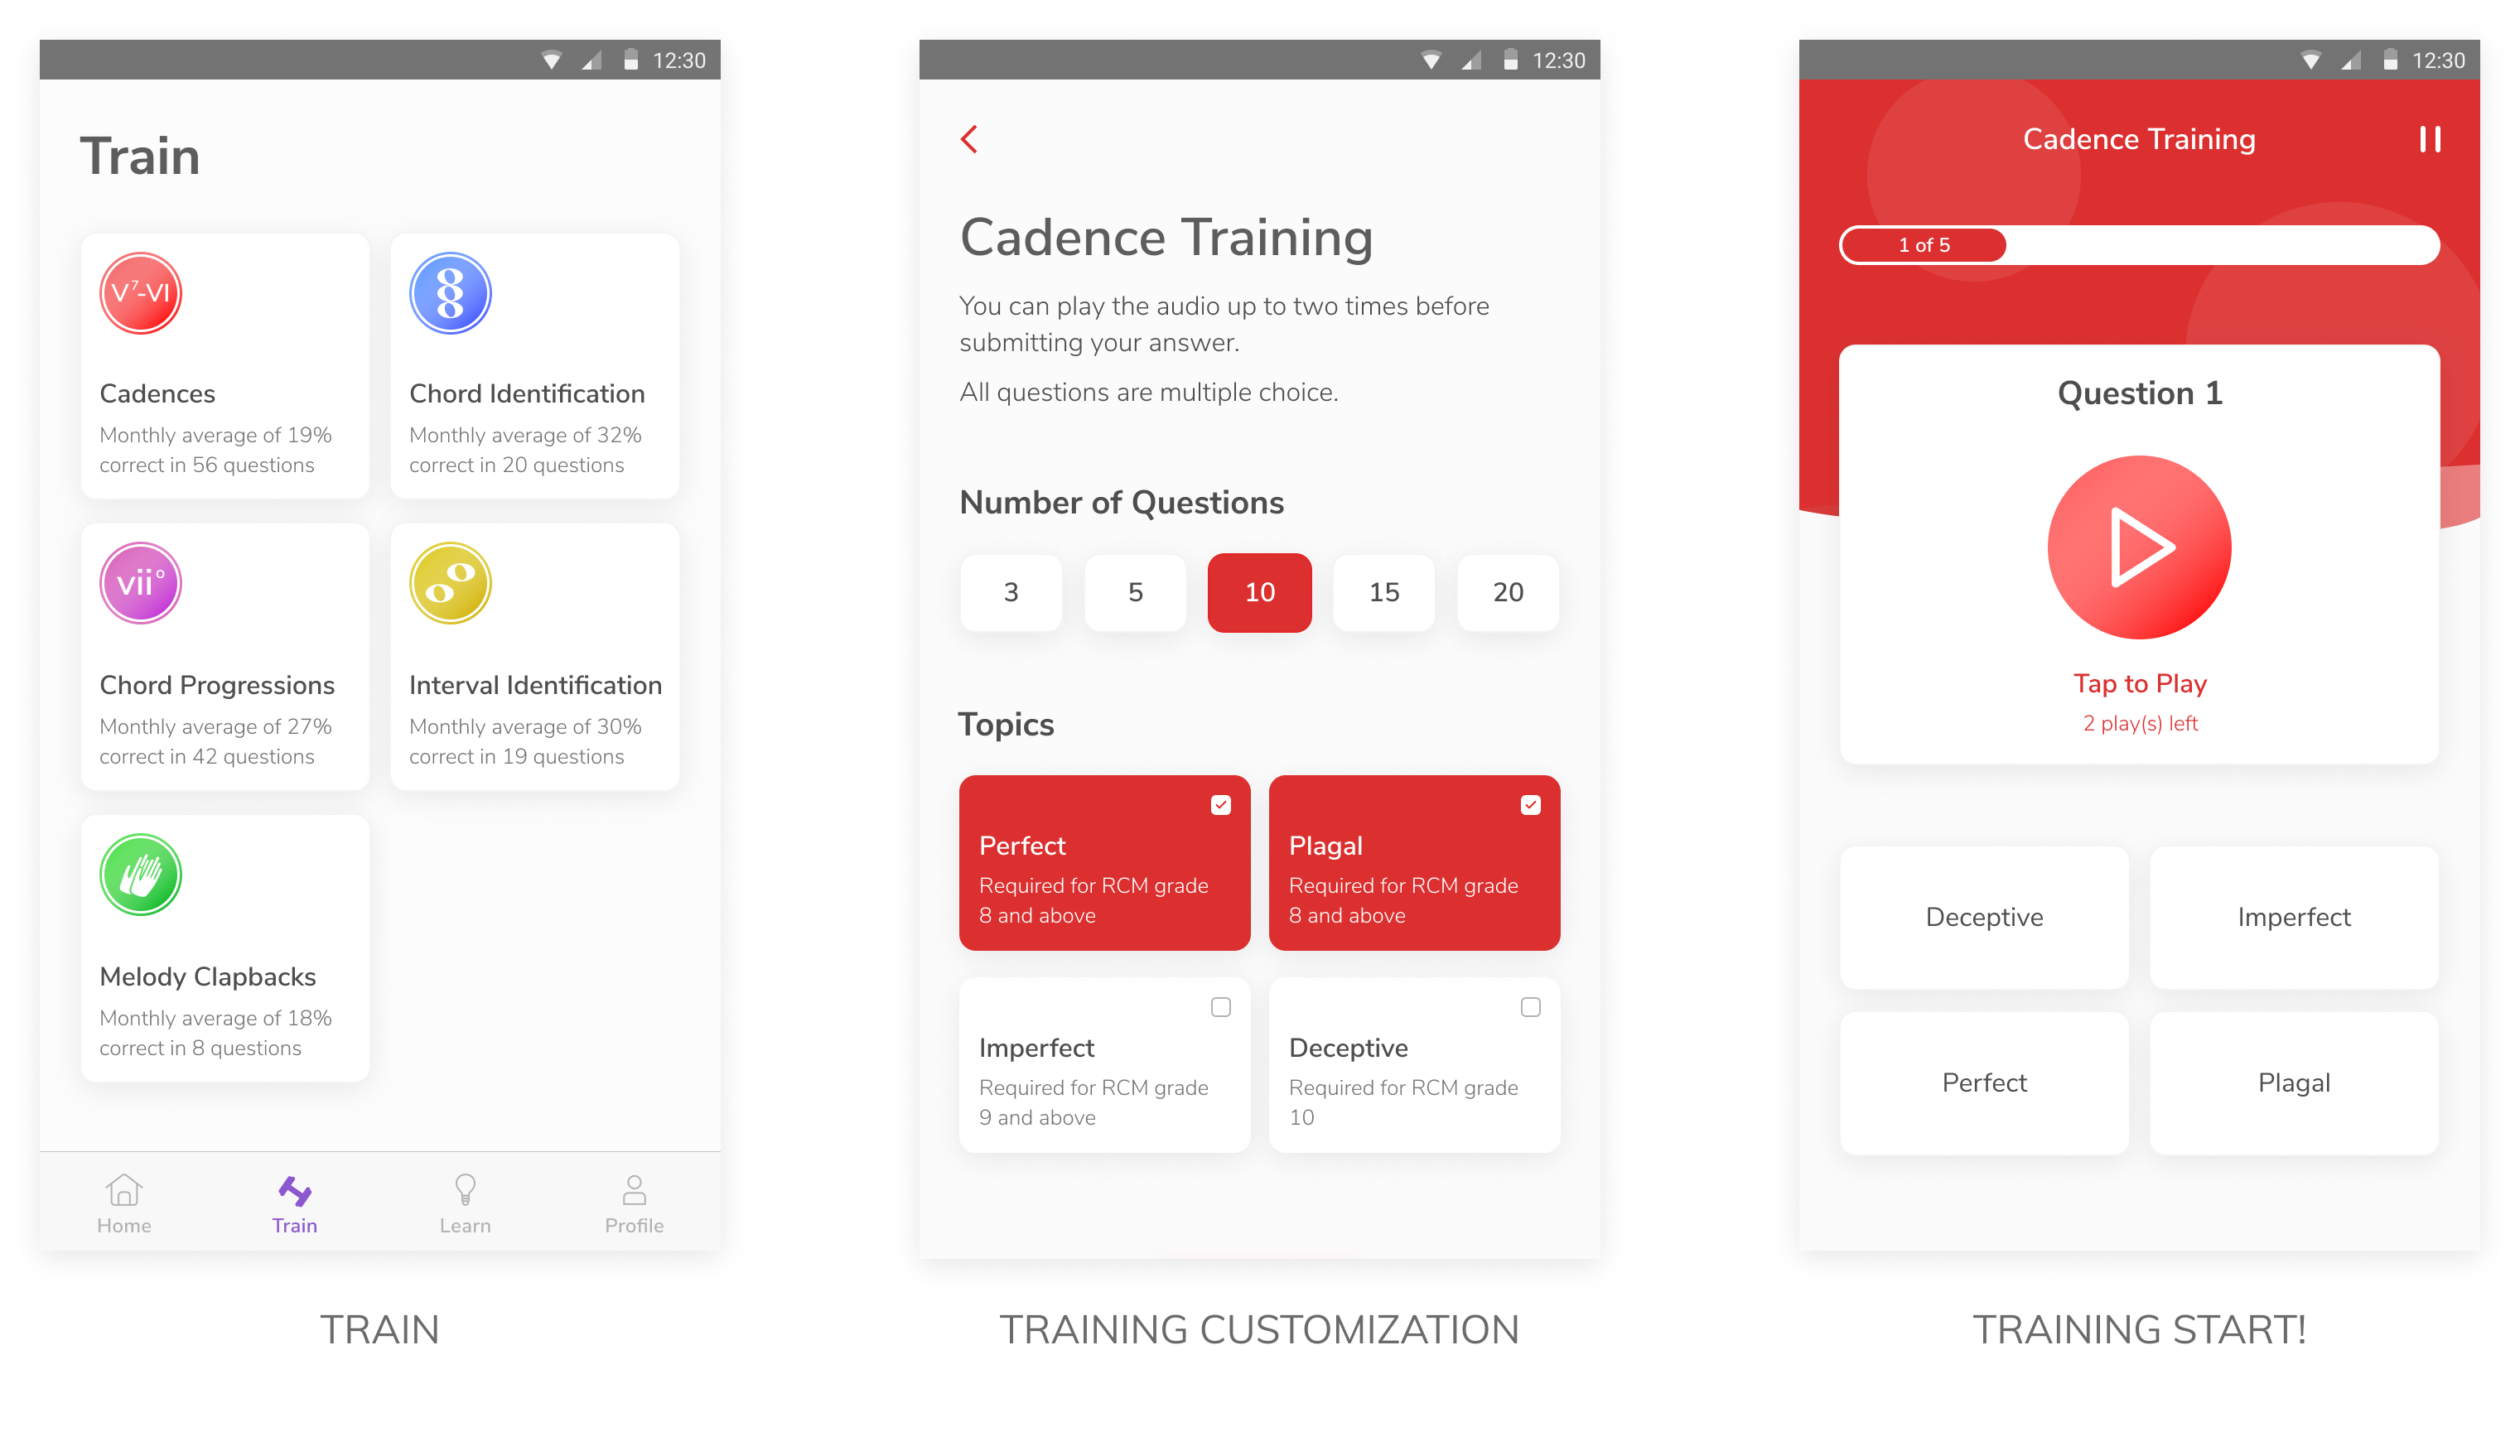 12:30
Train
V7-VI
Cadences
Monthly average of 19%
correct in 56 questions
Chord Identification
Monthly average of 32%
correct in 20 questions
viio
Chord Progressions
Monthly average of 27%
correct in 42 questions
Interval Identification
Monthly average of 30%
correct in 19 questions
Melody Clapbacks
Monthly average of 18%
correct in 8 questions
Home
Train
Learn
Profile
TRAIN
12:30
Cadence Training
You can play the audio up to two times before
submitting your answer.
All questions are multiple choice.
Number of Questions
3
5
10
15
20
Topics
Perfect
Required for RCM grade
8 and above
Plagal
Required for RCM grade
8 and above
Imperfect
Required for RCM grade
9 and above
Deceptive
Required for RCM grade
10
TRAINING CUSTOMIZATION
12:30
Cadence Training
1 of 5
Question 1
Tap to Play
2 play(s) left
Deceptive
Imperfect
Perfect
Plagal
TRAINING START!